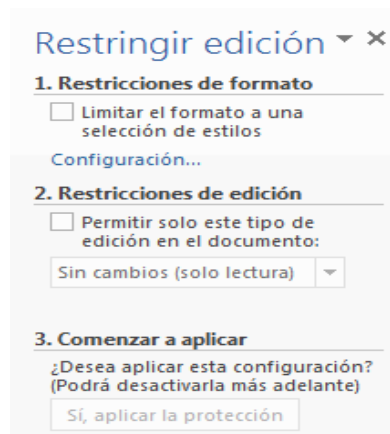 Restringir edición
1. Restricciones de formato
Limitar el formato a una
selección de estilos
Configuración...
2. Restricciones de edición
Permitir solo este tipo de
edición en el documento:
Sin cambios (solo lectura)
3. Comenzar a aplicar
¿Desea aplicar esta configuración?
(Podrá desactivarla más adelante)
Sí, aplicar la protección